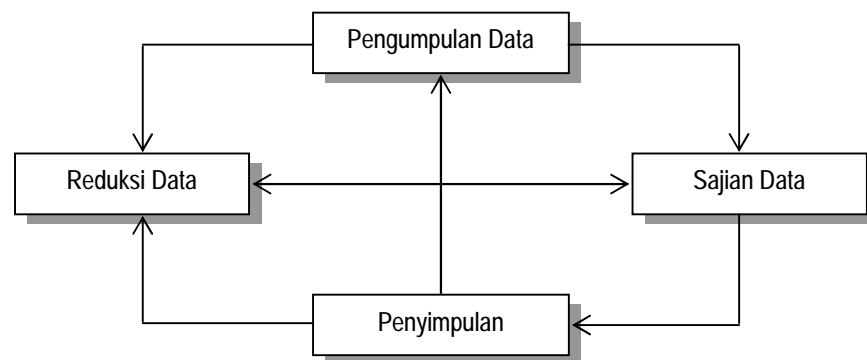 Pengumpulan Data
Reduksi Data
Sajian Data
Penyimpulan